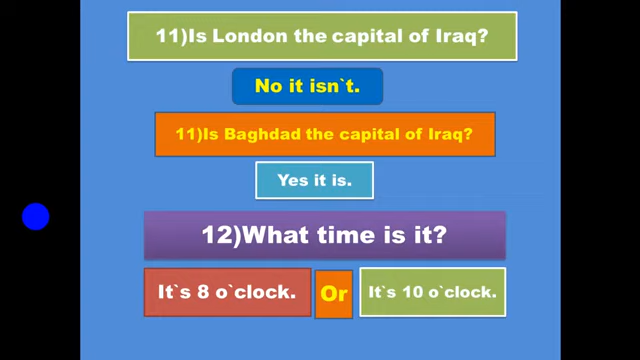 11)Is London the capital of Iraq?
No it isn`t.
11)Is Baghdad the capital of Iraq?
Yes it is.
12)What time is it?
It`s 8 o`clock. Or It`s 10 o`clock.